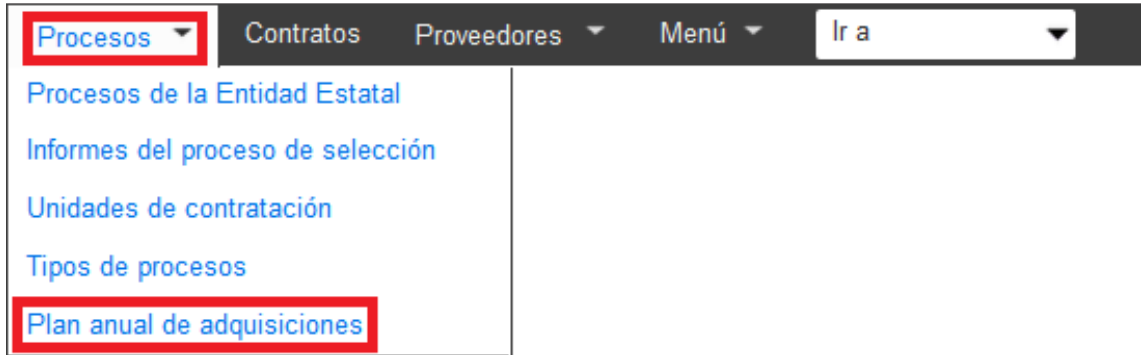 Procesos Contratos Proveedores Menú Ir a
Procesos de la Entidad Estatal
Informes del proceso de selección
Unidades de contratación
Tipos de procesos
Plan anual de adquisiciones